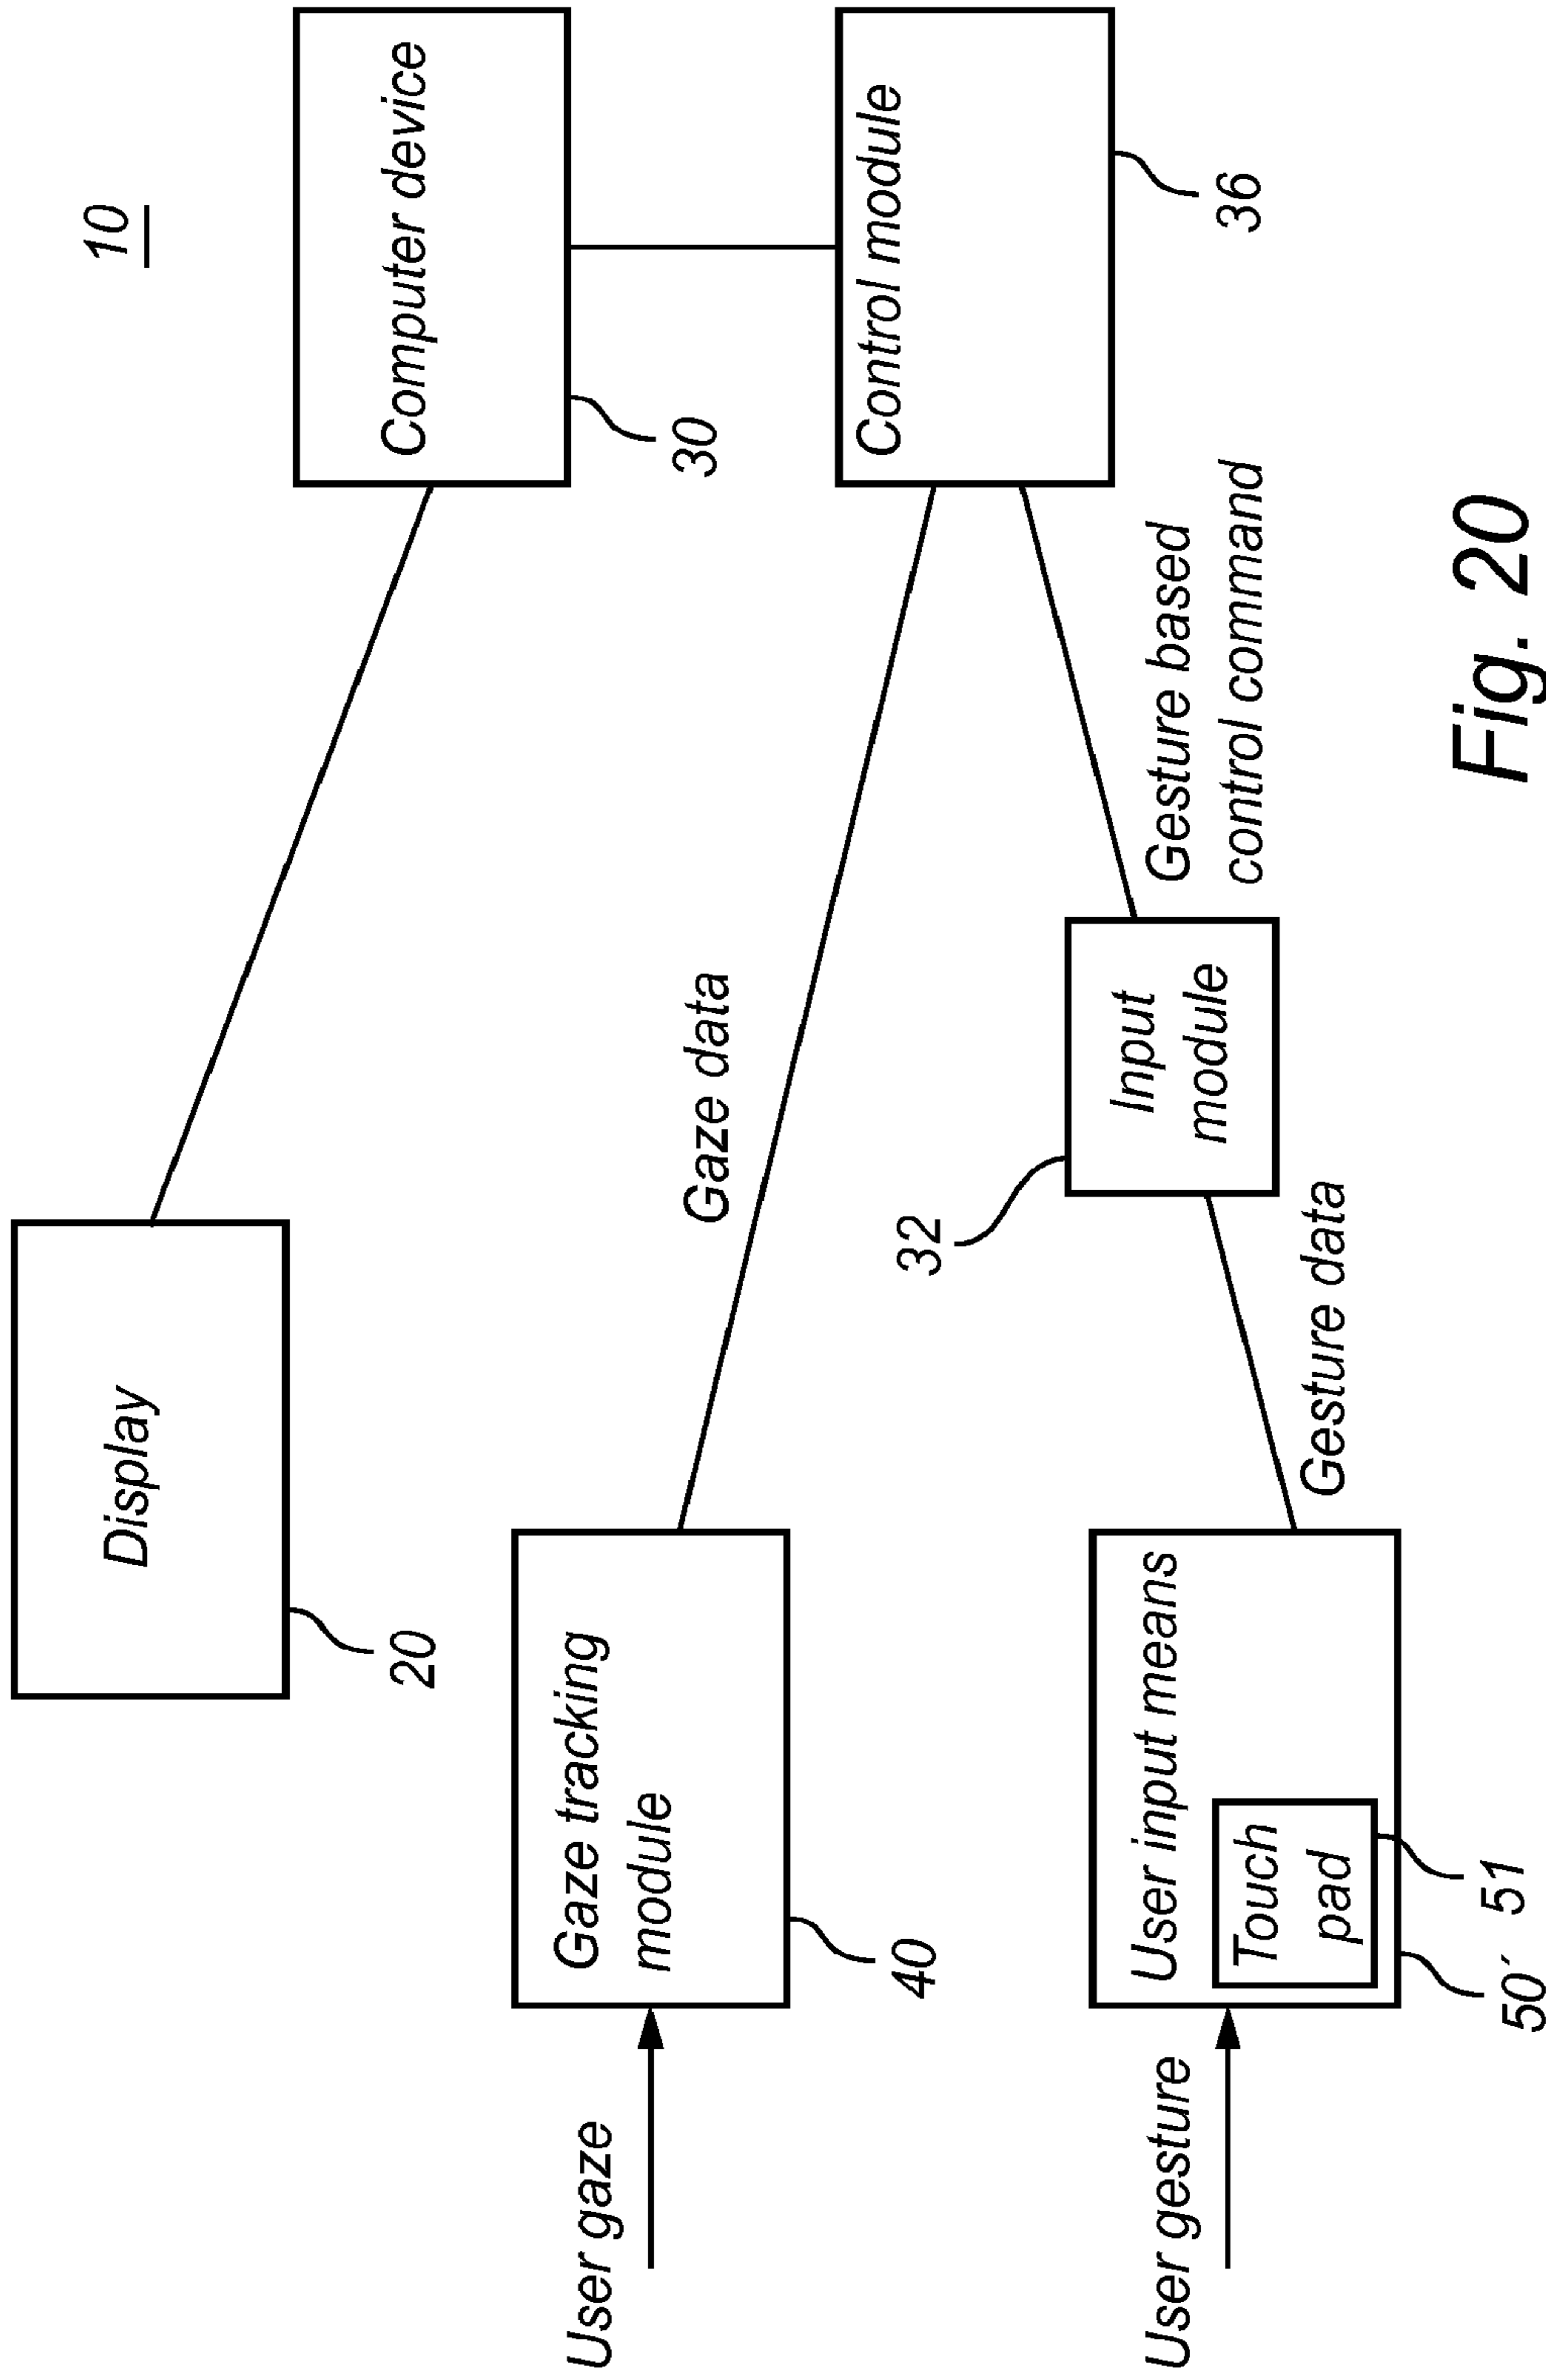 10
Display
Computer device
20
30
User gaze
Gaze tracking
module
40
Gaze data
Control module
36
32
Input
module
Gesture based
control command
User gesture
User input means
Touch
pad
51
50´
Gesture data
Fig. 20